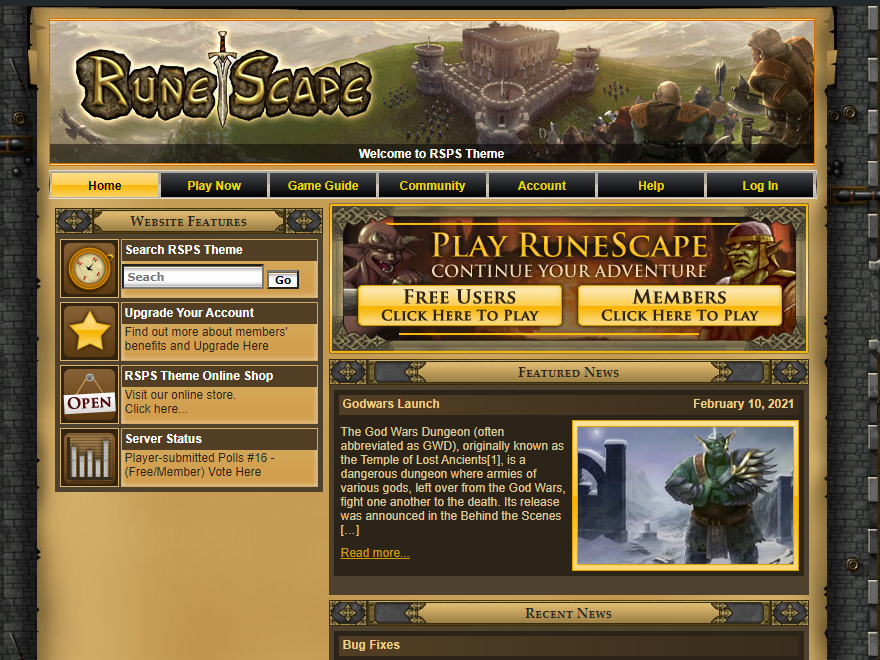 RuneScape
Welcome to RSPS Theme
Home
Play Now
Game Guide
Community
Account
Help
Log In
Website Features
Search RSPS Theme
Search
Go
Upgrade Your Account
Find out more about members'
benefits and Upgrade Here
RSPS Theme Online Shop
OPEN
Visit our online store.
Click here...
Server Status
Player-submitted Polls #16 -
(Free/Member) Vote Here
Play RuneScape
CONTINUE YOUR ADVENTURE
Free Users
Click Here To Play
Members
Click Here To Play
Featured News
Godwars Launch
February 10, 2021
The God Wars Dungeon (often
abbreviated as GWD), originally known as
the Temple of Lost Ancients[1], is a
dangerous dungeon where armies of
various gods, left over from the God Wars,
fight one another to the death. Its release
was announced in the Behind the Scenes
[…]
Read more...
Recent News
Bug Fixes